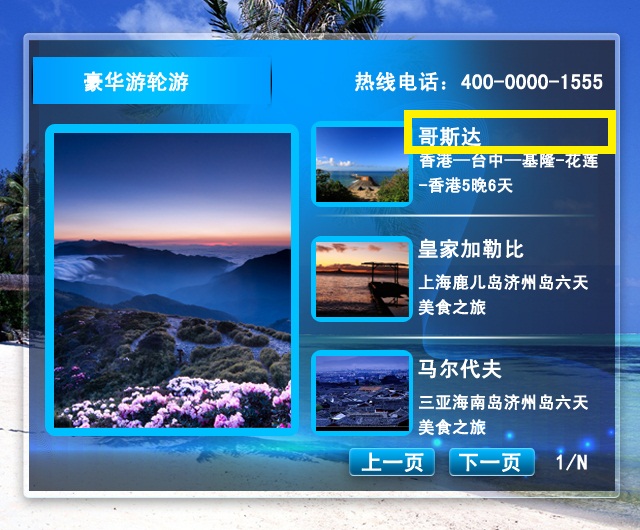 豪华游轮游
热线电话：400-0000-1555
哥斯达
香港—台中—基隆-花莲
-香港5晚6天
皇家加勒比
上海鹿儿岛济州岛六天
美食之旅
马尔代夫
三亚海南岛济州岛六天
美食之旅
上一页 下一页 1/N